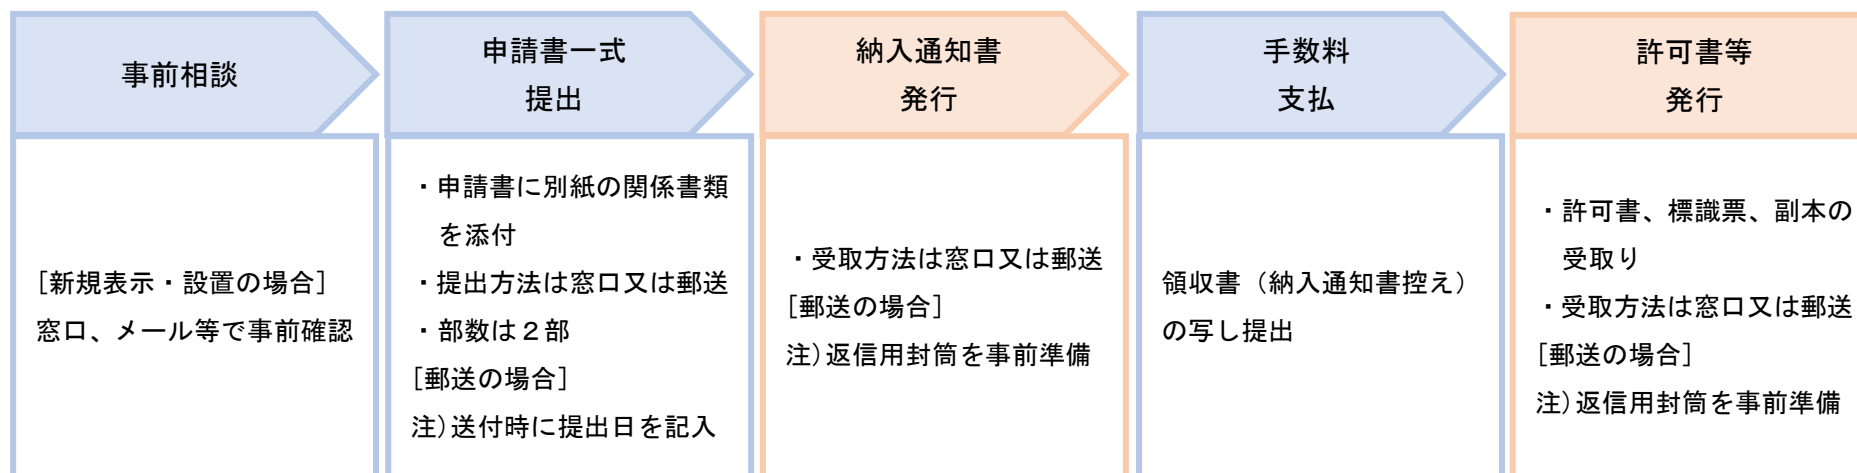 事前相談
[新規表示・設置の場合]
窓口、メール等で事前確認
申請書一式
提出
・申請書に別紙の関係書類
を添付
・提出方法は窓口又は郵送
・部数は２部
[郵送の場合]
注)送付時に提出日を記入
納入通知書
発行
・受取方法は窓口又は郵送
[郵送の場合]
注)返信用封筒を事前準備
手数料
支払
領収書（納入通知書控え）
の写し提出
許可書等
発行
・許可書、標識票、副本の
受取り
・受取方法は窓口又は郵送
[郵送の場合]
注)返信用封筒を事前準備